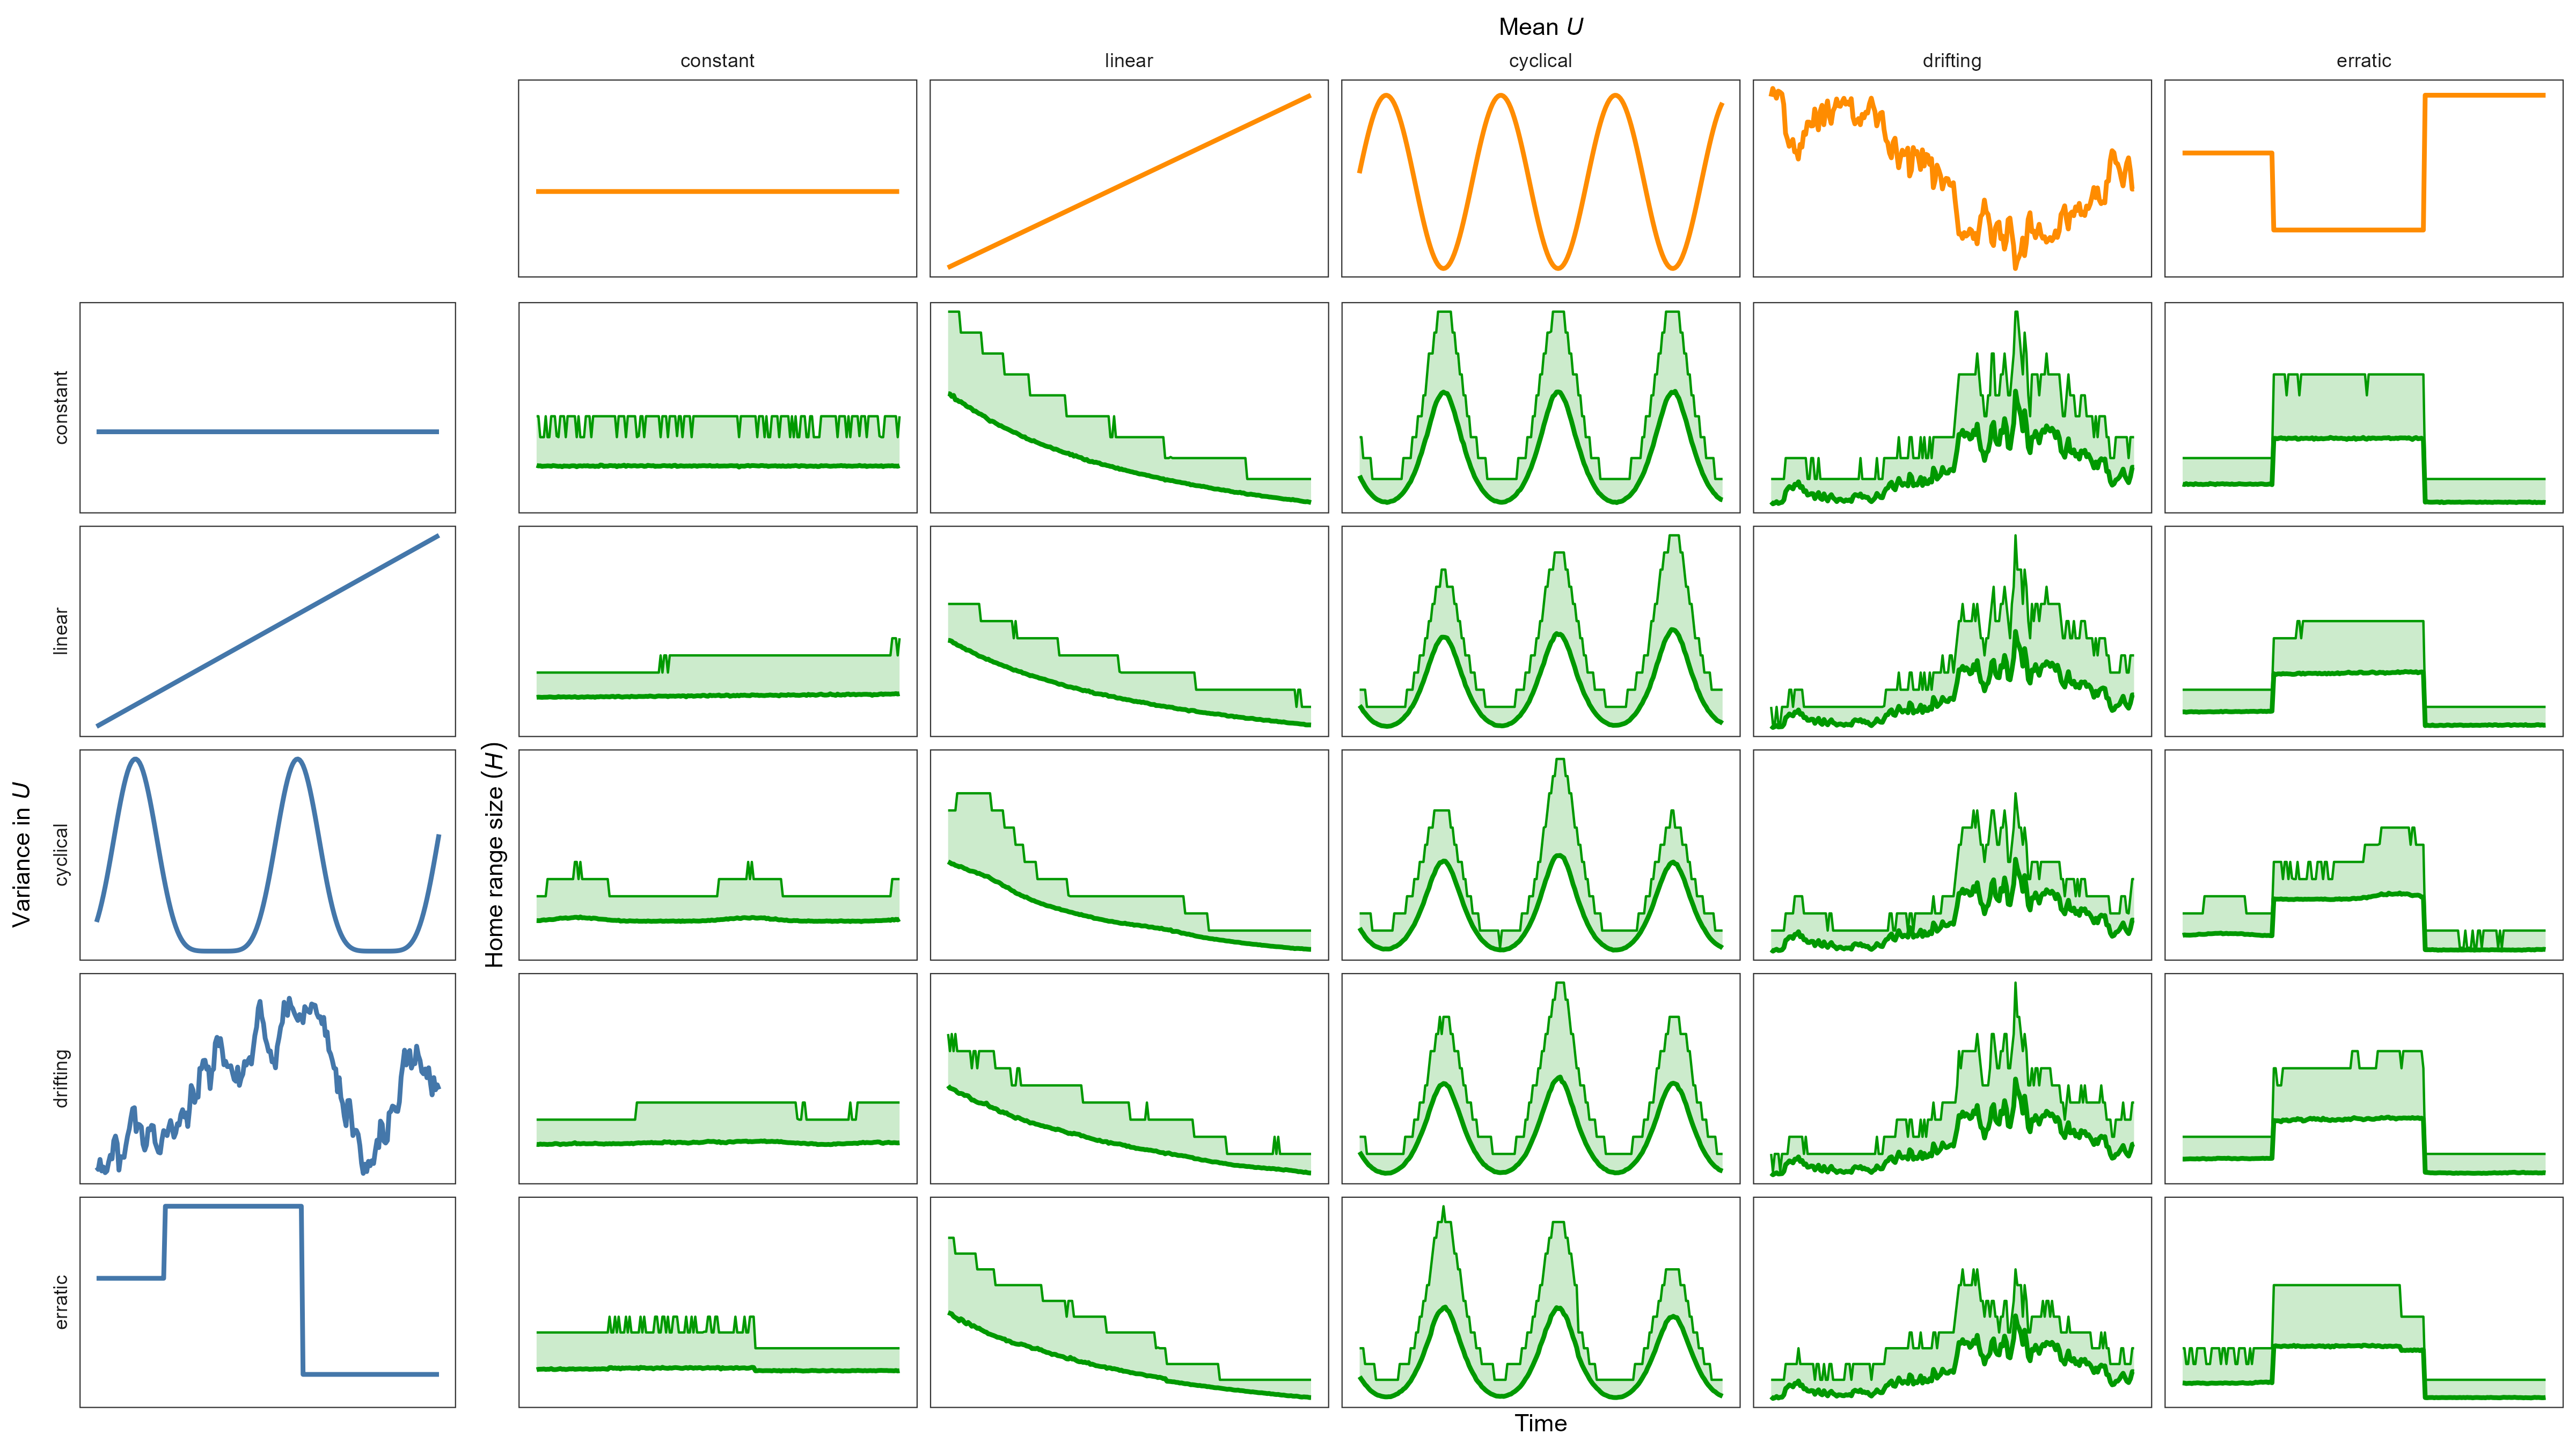 Mean U
constant
linear
cyclical
drifting
erratic
Variance in U
constant
linear
cyclical
drifting
erratic
Home range size (H)
Time